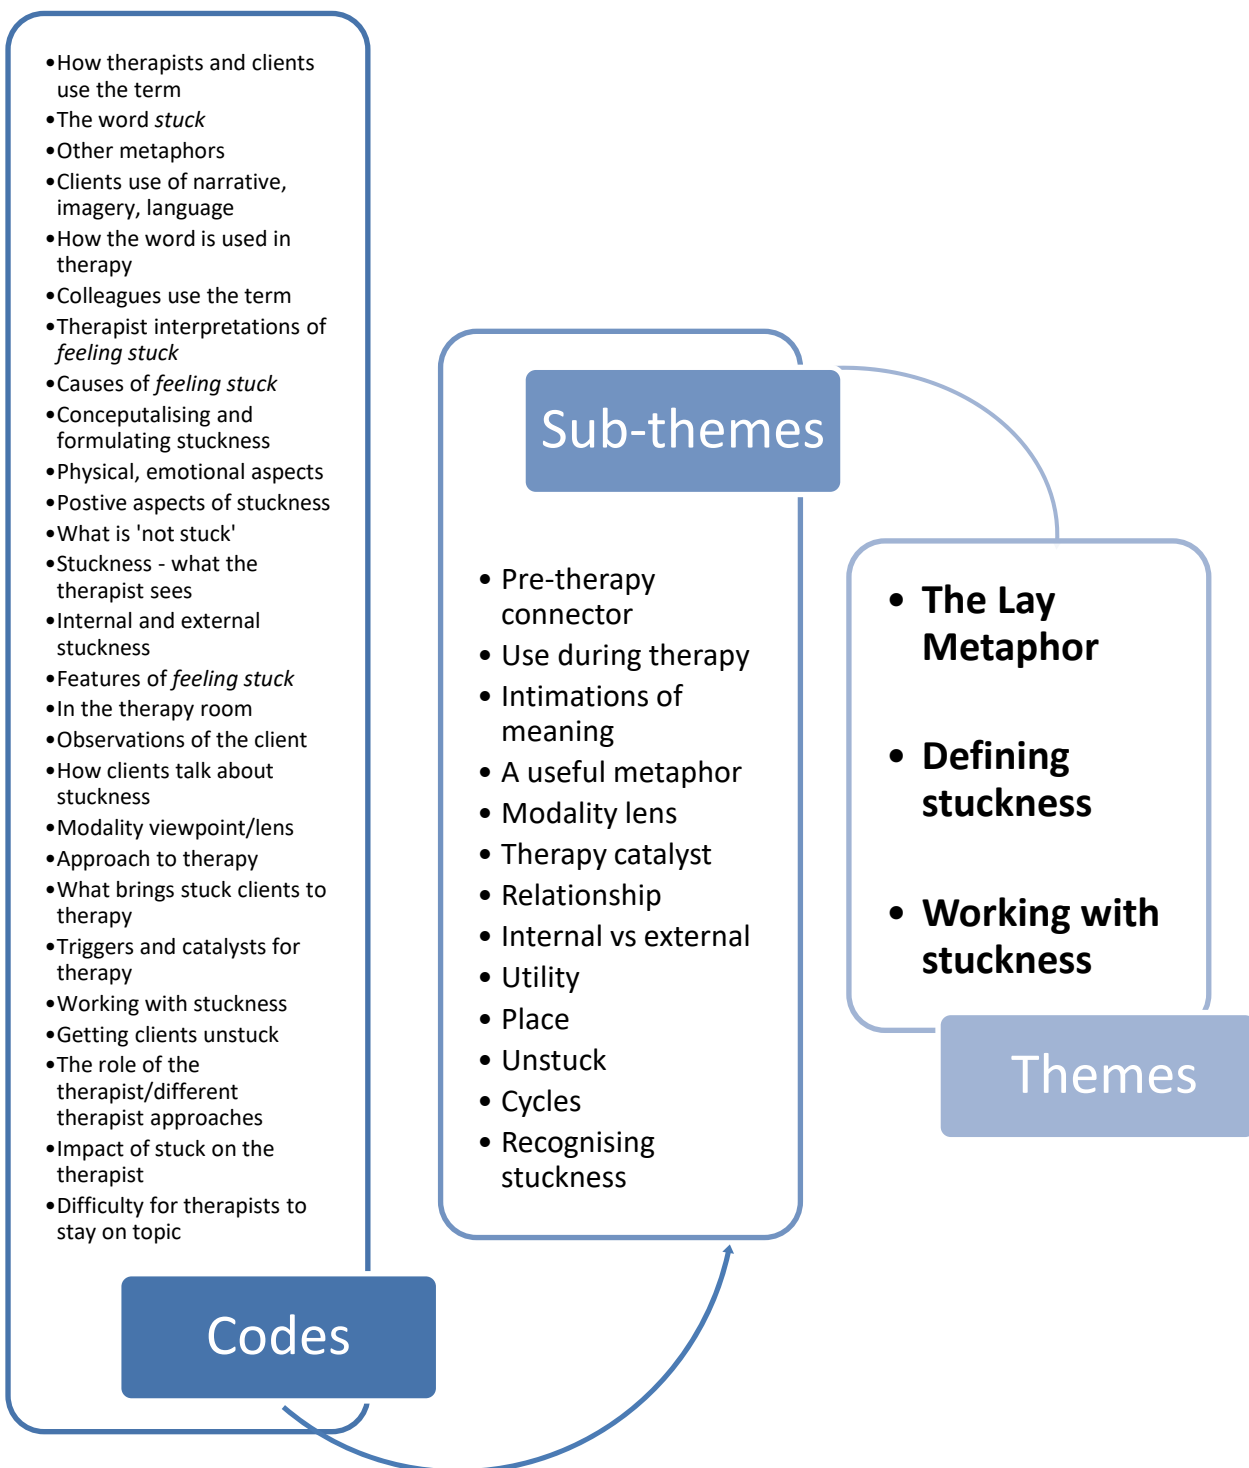 •How therapists and clients
use the term
•The word stuck
•Other metaphors
•Clients use of narrative,
imagery, language
•How the word is used in
therapy
•Colleagues use the term
•Therapist interpretations of
feeling stuck
•Causes of feeling stuck
•Conceputalising and
formulating stuckness
•Physical, emotional aspects
•Postive aspects of stuckness
•What is 'not stuck'
•Stuckness - what the
therapist sees
•Internal and external
stuckness
•Features of feeling stuck
•In the therapy room
•Observations of the client
•How clients talk about
stuckness
•Modality viewpoint/lens
•Approach to therapy
•What brings stuck clients to
therapy
•Triggers and catalysts for
therapy
•Working with stuckness
•Getting clients unstuck
•The role of the
therapist/different
therapist approaches
•Impact of stuck on the
therapist
•Difficulty for therapists to
stay on topic
Codes
Sub-themes
• Pre-therapy
connector
• Use during therapy
• Intimations of
meaning
• A useful metaphor
• Modality lens
• Therapy catalyst
• Relationship
• Internal vs external
• Utility
• Place
• Unstuck
• Cycles
• Recognising
stuckness
• The Lay
Metaphor
• Defining
stuckness
• Working with
stuckness
Themes